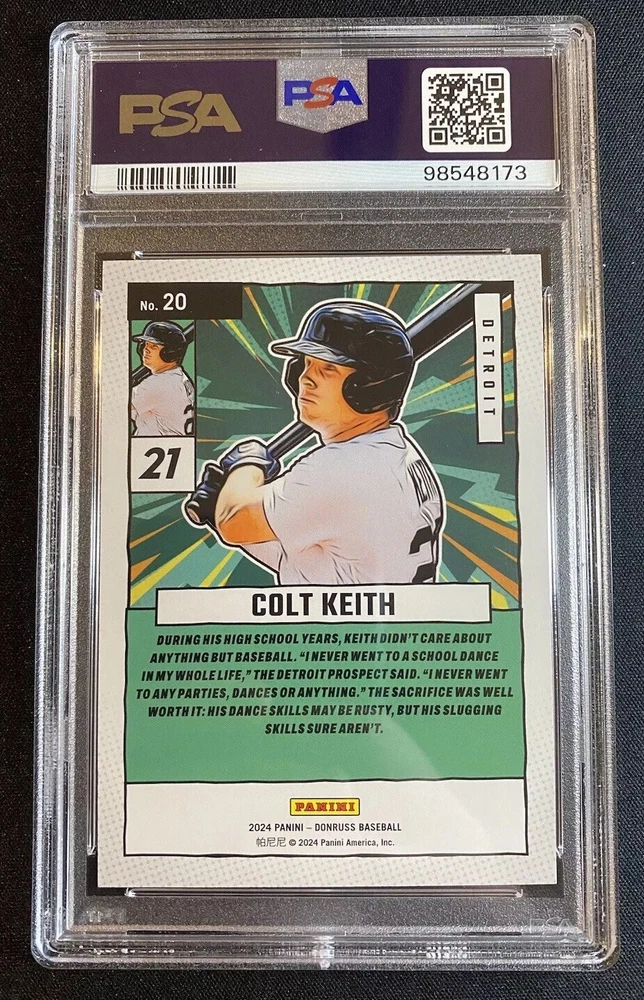 PSA
PSA
98548173
No. 20
DETROIT
21
COLT KEITH
DURING HIS HIGH SCHOOL YEARS, KEITH DIDN'T CARE ABOUT
ANYTHING BUT BASEBALL. "I NEVER WENT TO A SCHOOL DANCE
IN MY WHOLE LIFE," THE DETROIT PROSPECT SAID. "I NEVER WENT
TO ANY PARTIES, DANCES OR ANYTHING." THE SACRIFICE WAS WELL
WORTH IT: HIS DANCE SKILLS MAY BE RUSTY, BUT HIS SLUGGING
SKILLS SURE AREN'T.
PANINI
2024 PANINI – DONRUSS BASEBALL
帕尼尼 © 2024 Panini America, Inc.
PSA